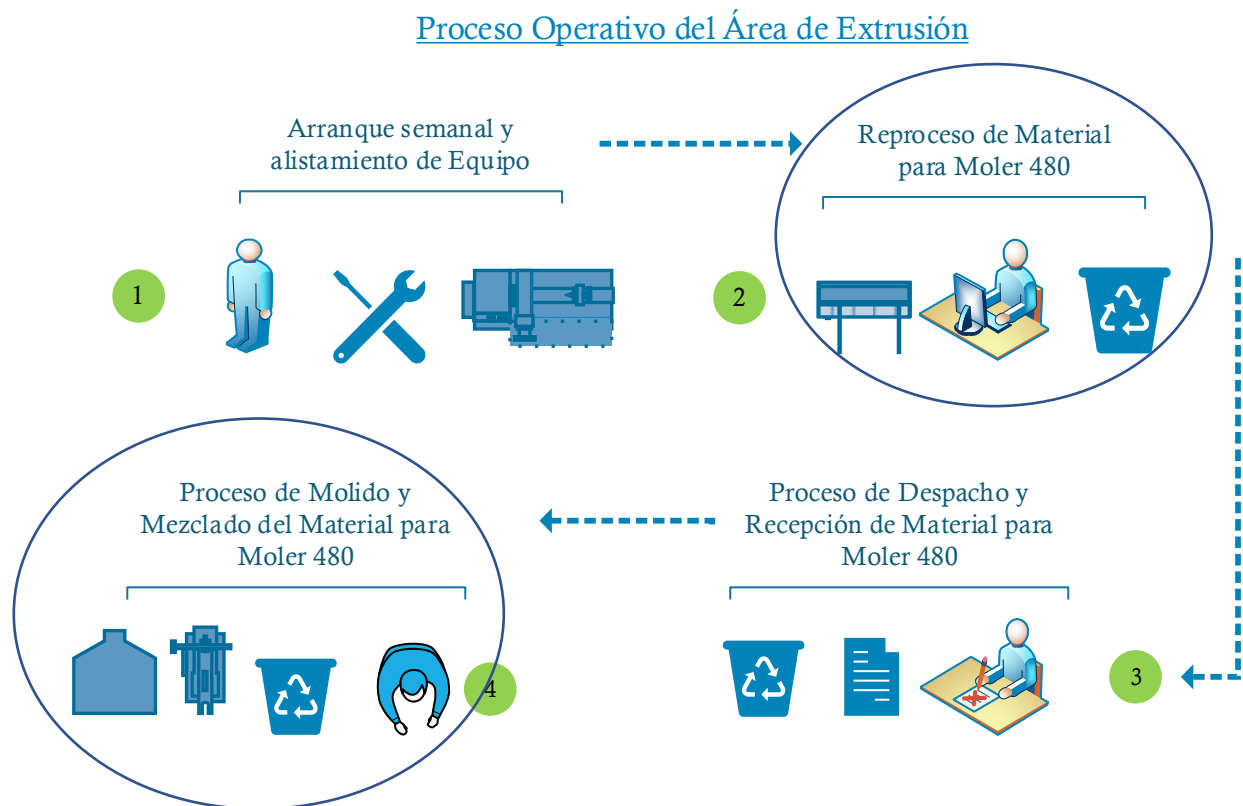 Proceso Operativo del Área de Extrusión
Arranque semanal y
alistamiento de Equipo
1
Reproceso de Material
para Moler 480
2
Proceso de Despacho y
Recepción de Material para
Moler 480
3
Proceso de Molido y
Mezclado del Material para
Moler 480
4